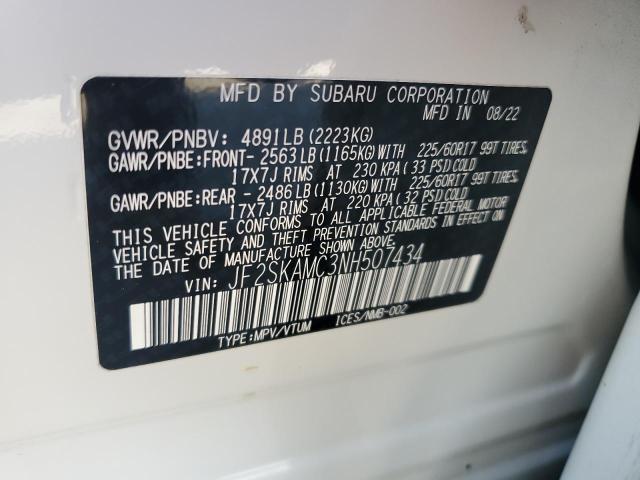 MFD BY SUBARU CORPORATION
MFD IN 08/22
GVWR/PNBV: 4891LB (2223KG)
GAWR/PNBE:FRONT- 2563 LB (1165KG) WITH 225/60R17 99T TIRES,
17X7J RIMS AT 230 KPA (33 PSI) COLD
GAWR/PNBE:REAR - 2486 LB (1130KG) WITH 225/60R17 99T TIRES,
17X7J RIMS AT 220 KPA (32 PSI) COLD
THIS VEHICLE CONFORMS TO ALL APPLICABLE FEDERAL MOTOR
VEHICLE SAFETY AND THEFT PREVENTION STANDARDS IN EFFECT
ON THE DATE OF MANUFACTURE SHOWN ABOVE.
VIN: JF2SKAMC3NH507434
TYPE:MPV/VTUM ICES/NMB-002